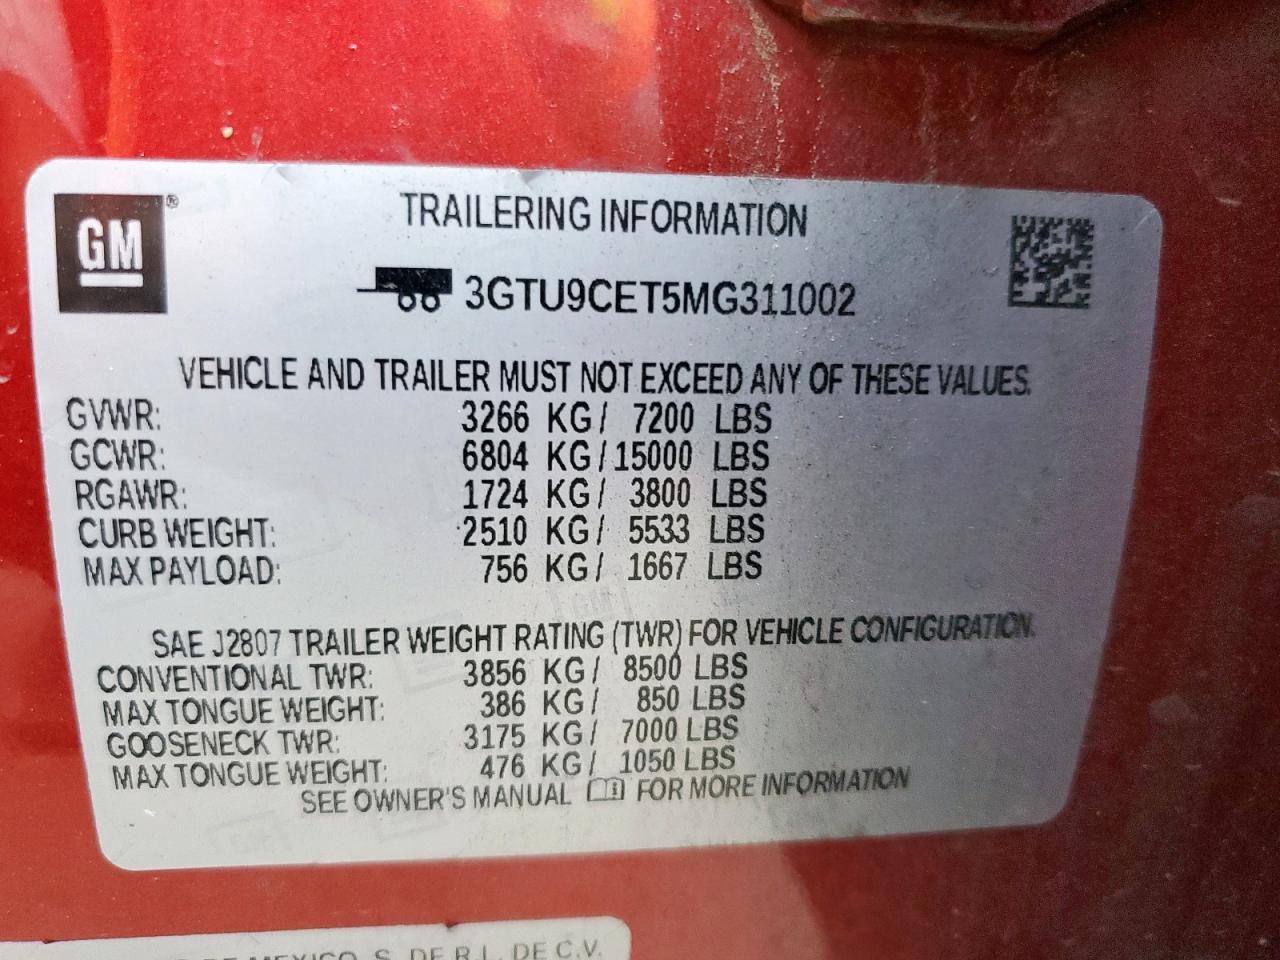 GM ®
TRAILERING INFORMATION
3GTU9CET5MG311002
VEHICLE AND TRAILER MUST NOT EXCEED ANY OF THESE VALUES.
GVWR: 3266 KG/ 7200 LBS
GCWR: 6804 KG/15000 LBS
RGAWR: 1724 KG/ 3800 LBS
CURB WEIGHT: 2510 KG/ 5533 LBS
MAX PAYLOAD: 756 KG/ 1667 LBS
SAE J2807 TRAILER WEIGHT RATING (TWR) FOR VEHICLE CONFIGURATION.
CONVENTIONAL TWR: 3856 KG/ 8500 LBS
MAX TONGUE WEIGHT: 386 KG/ 850 LBS
GOOSENECK TWR: 3175 KG/ 7000 LBS
MAX TONGUE WEIGHT: 476 KG/ 1050 LBS
SEE OWNER'S MANUAL FOR MORE INFORMATION
DE MEXICO, S. DE R.L. DE C.V.